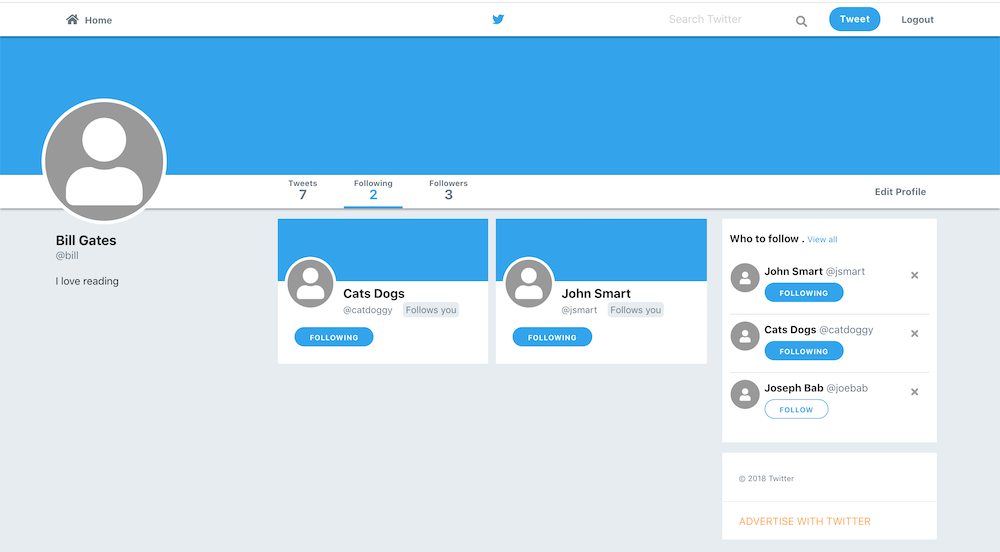 Home
Search Twitter
Tweet
Logout
Tweets
7
Following
2
Followers
3
Edit Profile
Bill Gates
@bill
I love reading
Cats Dogs
@catdoggy Follows you
FOLLOWING
John Smart
@jsmart Follows you
FOLLOWING
Who to follow . View all
John Smart @jsmart
FOLLOWING
Cats Dogs @catdoggy
FOLLOWING
Joseph Bab @joebab
FOLLOW
© 2018 Twitter
ADVERTISE WITH TWITTER